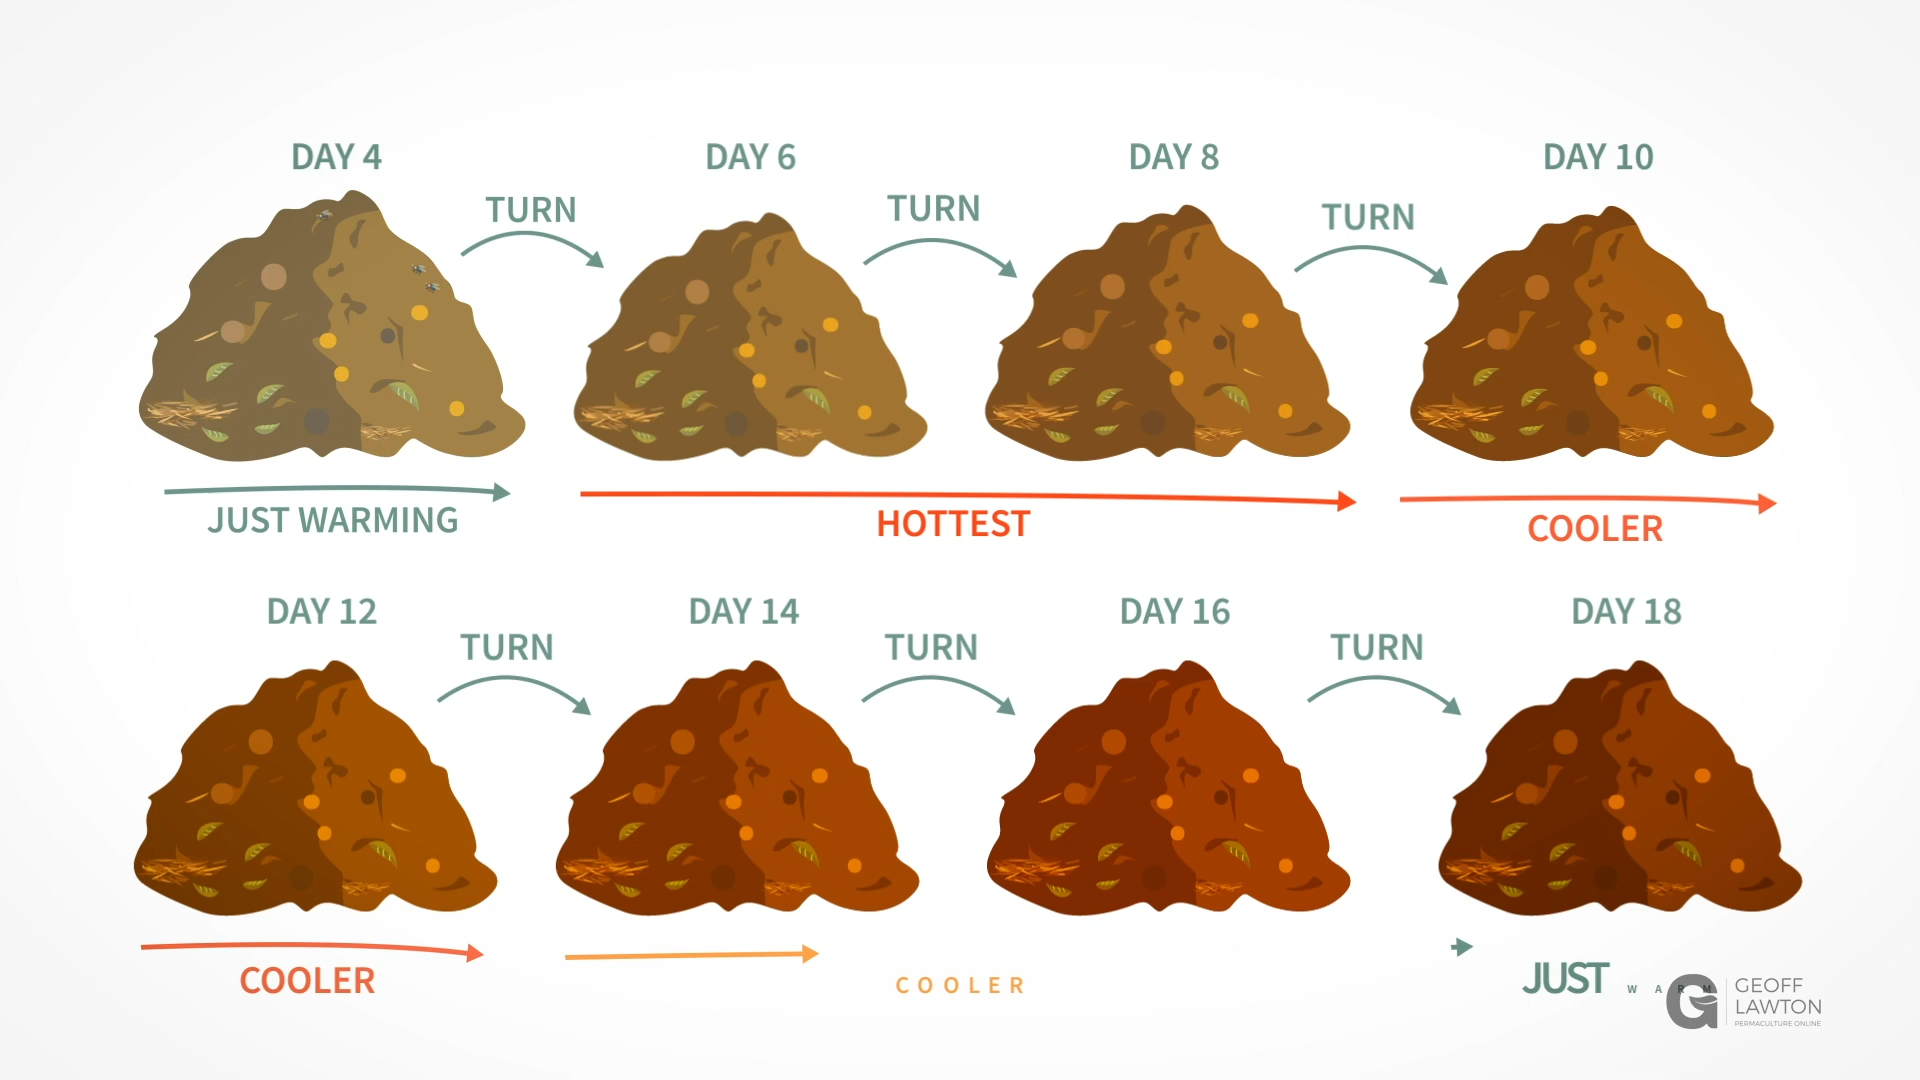 DAY 4
DAY 6
DAY 8
DAY 10
TURN
TURN
TURN
JUST WARMING
HOTTEST
COOLER
DAY 12
DAY 14
DAY 16
DAY 18
TURN
TURN
TURN
COOLER
COOLER
JUST WARM
GEOFF
LAWTON
PERMACULTURE ONLINE